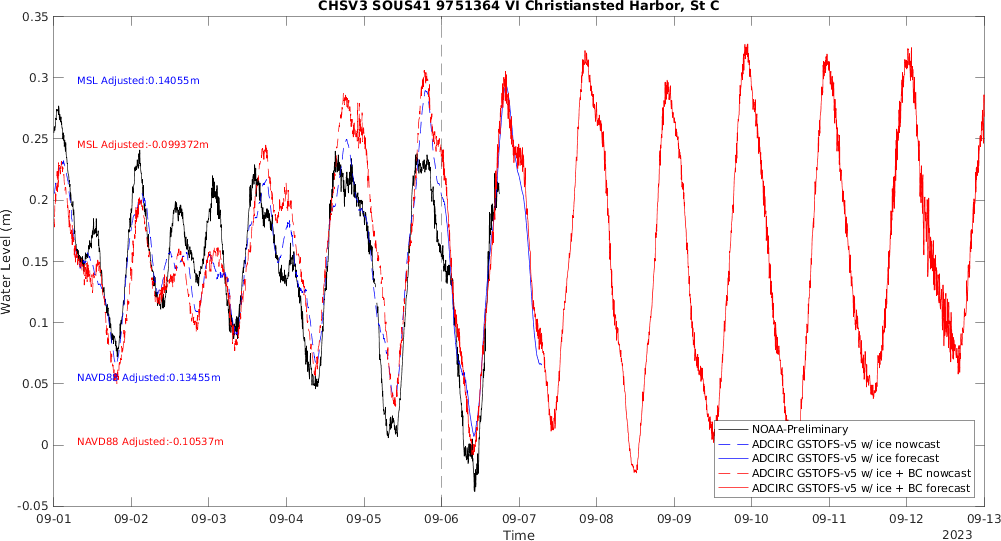 CHSV3 SOUS41 9751364 VI Christiansted Harbor, St C
0.35
0.3
0.25
0.2
0.15
0.1
0.05
0
-0.05
Water Level (m)
MSL Adjusted:0.14055m
MSL Adjusted:-0.099372m
NAVD88 Adjusted:0.13455m
NAVD88 Adjusted:-0.10537m
NOAA-Preliminary
ADCIRC GSTOFS-v5 w/ ice nowcast
ADCIRC GSTOFS-v5 w/ ice forecast
ADCIRC GSTOFS-v5 w/ ice + BC nowcast
ADCIRC GSTOFS-v5 w/ ice + BC forecast
09-01 09-02 09-03 09-04 09-05 09-06 09-07 09-08 09-09 09-10 09-11 09-12 09-13
Time
2023